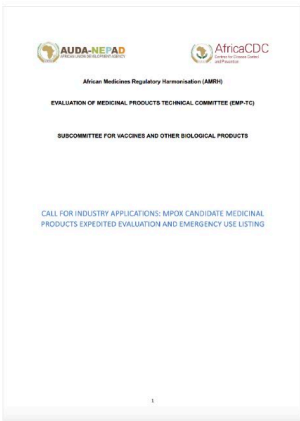 AUDA-NEPAD
AFRICAN UNION DEVELOPMENT AGENCY
AfricaCDC
Centres for Disease Control
and Prevention
African Medicines Regulatory Harmonisation (AMRH)
EVALUATION OF MEDICINAL PRODUCTS TECHNICAL COMMITTEE (EMP-TC)
SUBCOMMITTEE FOR VACCINES AND OTHER BIOLOGICAL PRODUCTS
CALL FOR INDUSTRY APPLICATIONS: MPOX CANDIDATE MEDICINAL
PRODUCTS EXPEDITED EVALUATION AND EMERGENCY USE LISTING
1